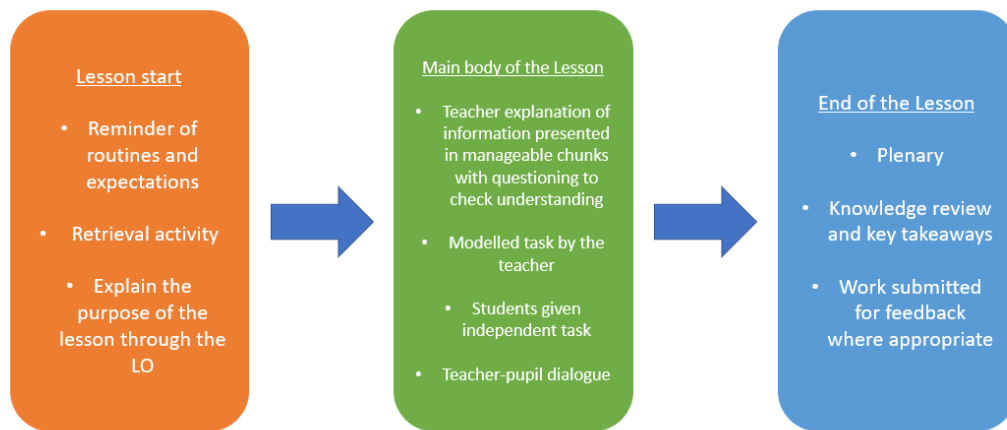 Lesson start
• Reminder of
routines and
expectations
• Retrieval activity
• Explain the
purpose of the
lesson through the
LO
Main body of the Lesson
• Teacher explanation of
information presented
in manageable chunks
with questioning to
check understanding
• Modelled task by the
teacher
• Students given
independent task
• Teacher-pupil dialogue
End of the Lesson
• Plenary
• Knowledge review
and key takeaways
• Work submitted
for feedback
where appropriate